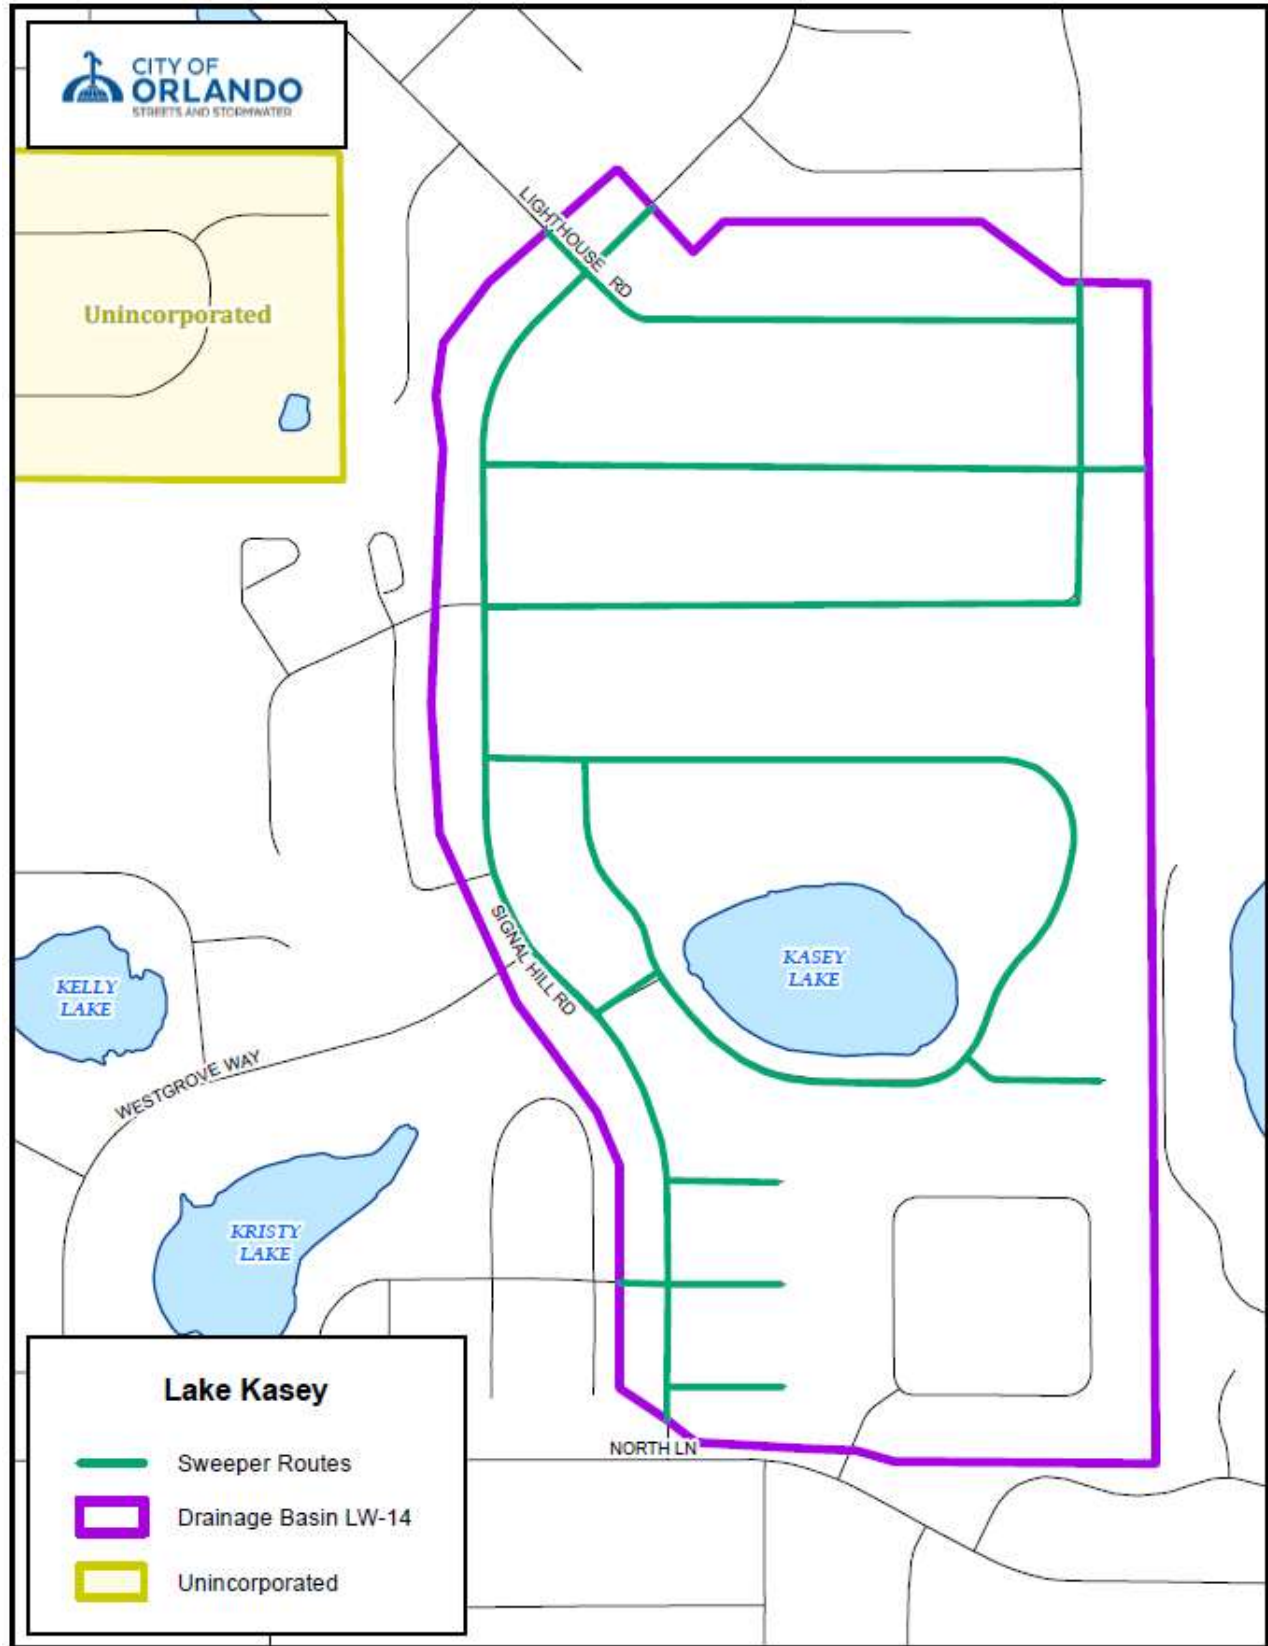 CITY OF
ORLANDO
STREETS AND STORMWATER
LIGHTHOUSE RD
Unincorporated
KASEY
LAKE
SIGNAL HILL RD
KELLY
LAKE
WESTGROVE WAY
KRISTY
LAKE
NORTH LN
Lake Kasey
Sweeper Routes
Drainage Basin LW-14
Unincorporated